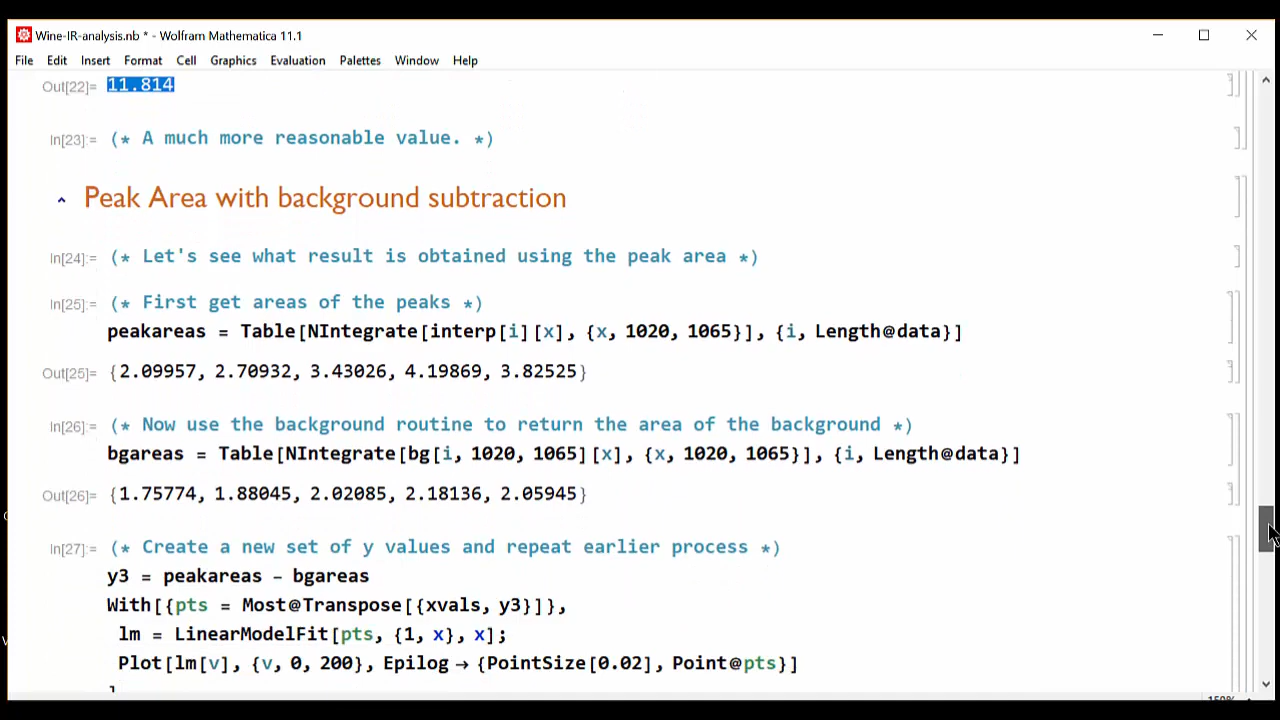 Wine-IR-analysis.nb * - Wolfram Mathematica 11.1
File Edit Insert Format Cell Graphics Evaluation Palettes Window Help
Out[22]= 11.814
In[23]:= (* A much more reasonable value. *)
Peak Area with background subtraction
In[24]:= (* Let's see what result is obtained using the peak area *)
In[25]:= (* First get areas of the peaks *)
peakareas = Table[NIntegrate[interp[i][x], {x, 1020, 1065}], {i, Length@data}]
Out[25]= {2.09957, 2.70932, 3.43026, 4.19869, 3.82525}
In[26]:= (* Now use the background routine to return the area of the background *)
bgareas = Table[NIntegrate[bg[i, 1020, 1065][x], {x, 1020, 1065}], {i, Length@data}]
Out[26]= {1.75774, 1.88045, 2.02085, 2.18136, 2.05945}
In[27]:= (* Create a new set of y values and repeat earlier process *)
y3 = peakareas - bgareas
With[{pts = Most@Transpose[{xvals, y3}]},
lm = LinearModelFit[pts, {1, x}, x];
Plot[lm[v], {v, 0, 200}, Epilog → {PointSize[0.02], Point@pts}]
]